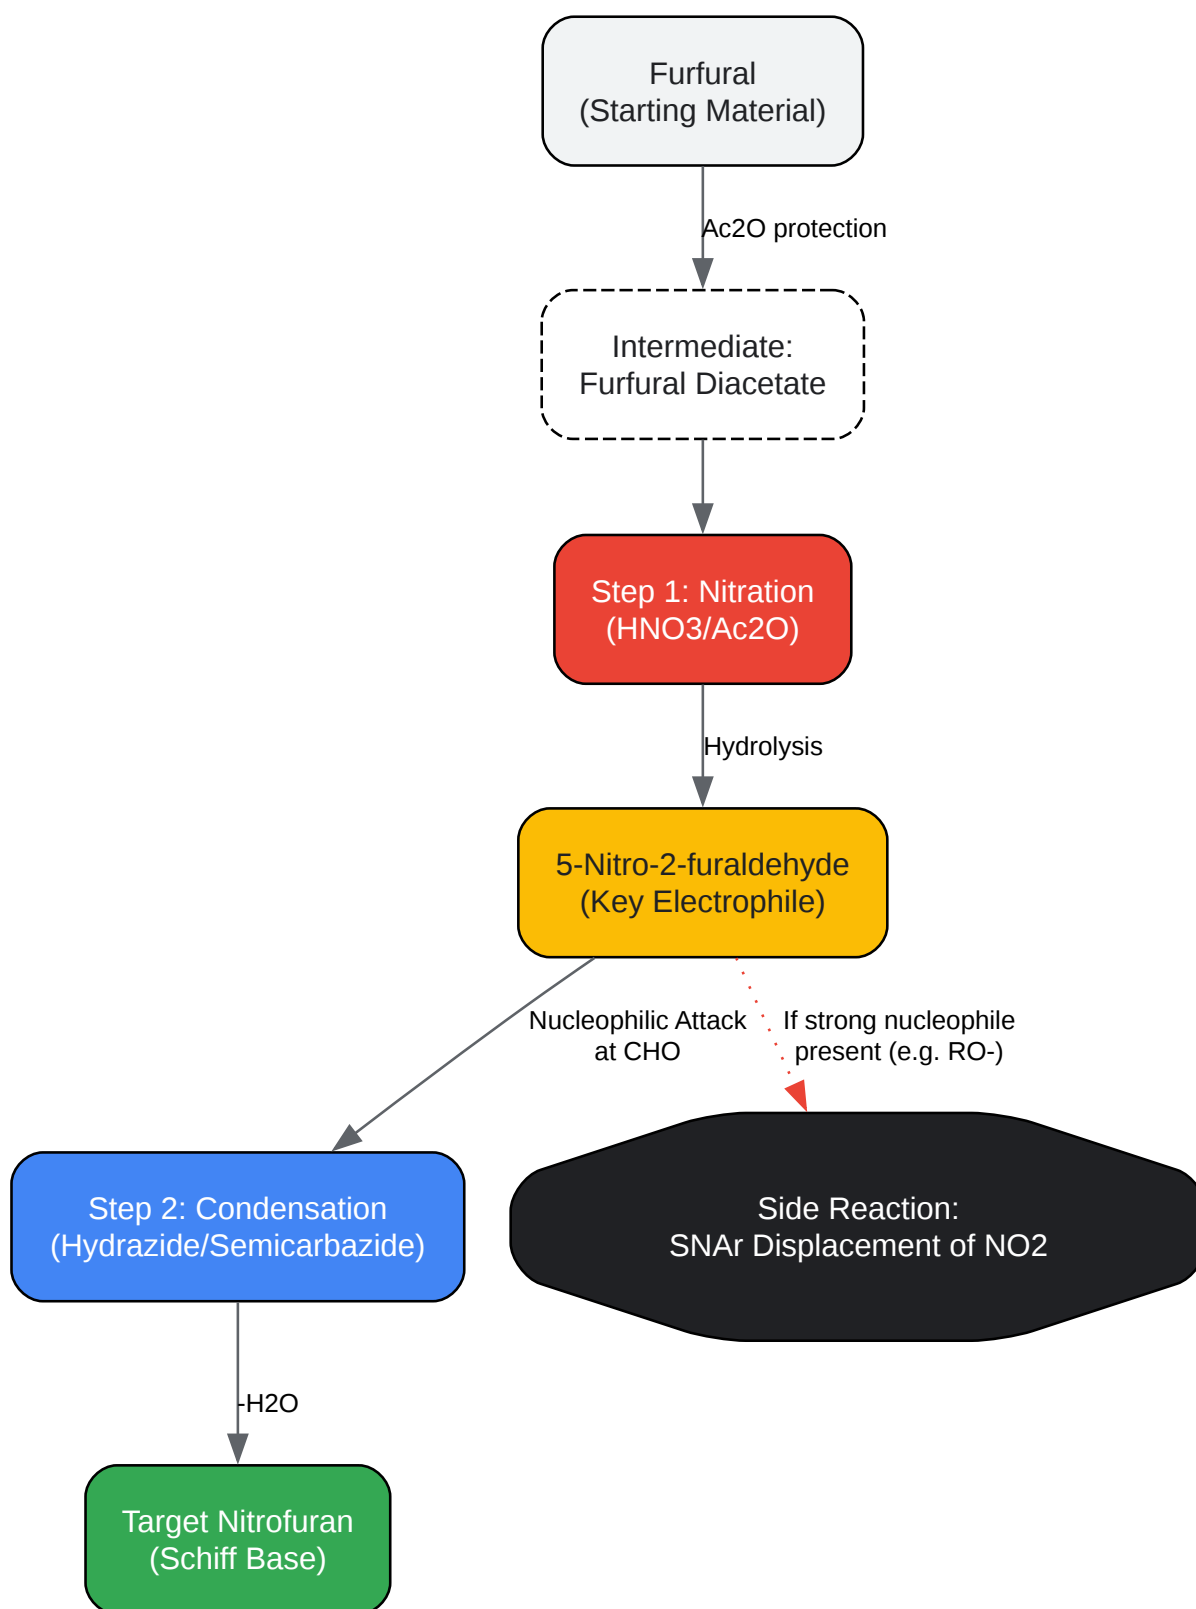 Furfural
(Starting Material)
Ac2O protection
Intermediate:
Furfural Diacetate
Step 1: Nitration
(HNO3/Ac2O)
Hydrolysis
5-Nitro-2-furaldehyde
(Key Electrophile)
Nucleophilic Attack
at CHO
If strong nucleophile
present (e.g. RO-)
Step 2: Condensation
(Hydrazide/Semicarbazide)
Side Reaction:
SNAr Displacement of NO2
-H2O
Target Nitrofuran
(Schiff Base)